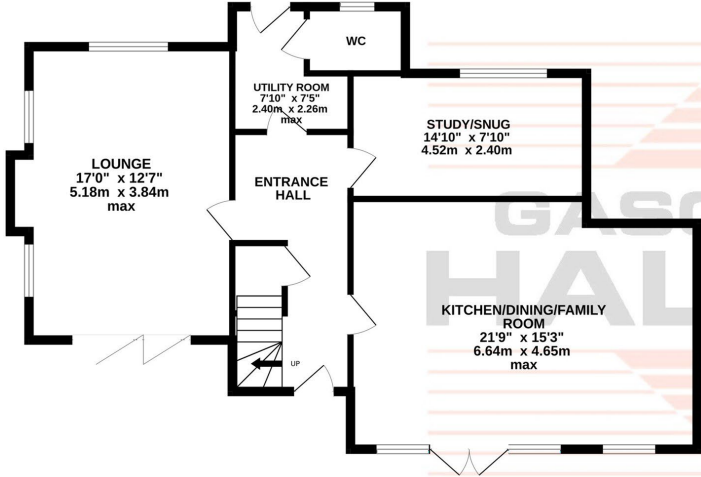 WC
UTILITY ROOM
7'10" x 7'5"
2.40m x 2.26m
max
STUDY/SNUG
14'10" x 7'10"
4.52m x 2.40m
LOUNGE
17'0" x 12'7"
5.18m x 3.84m
max
ENTRANCE
HALL
KITCHEN/DINING/FAMILY
ROOM
21'9" x 15'3"
6.64m x 4.65m
max
UP